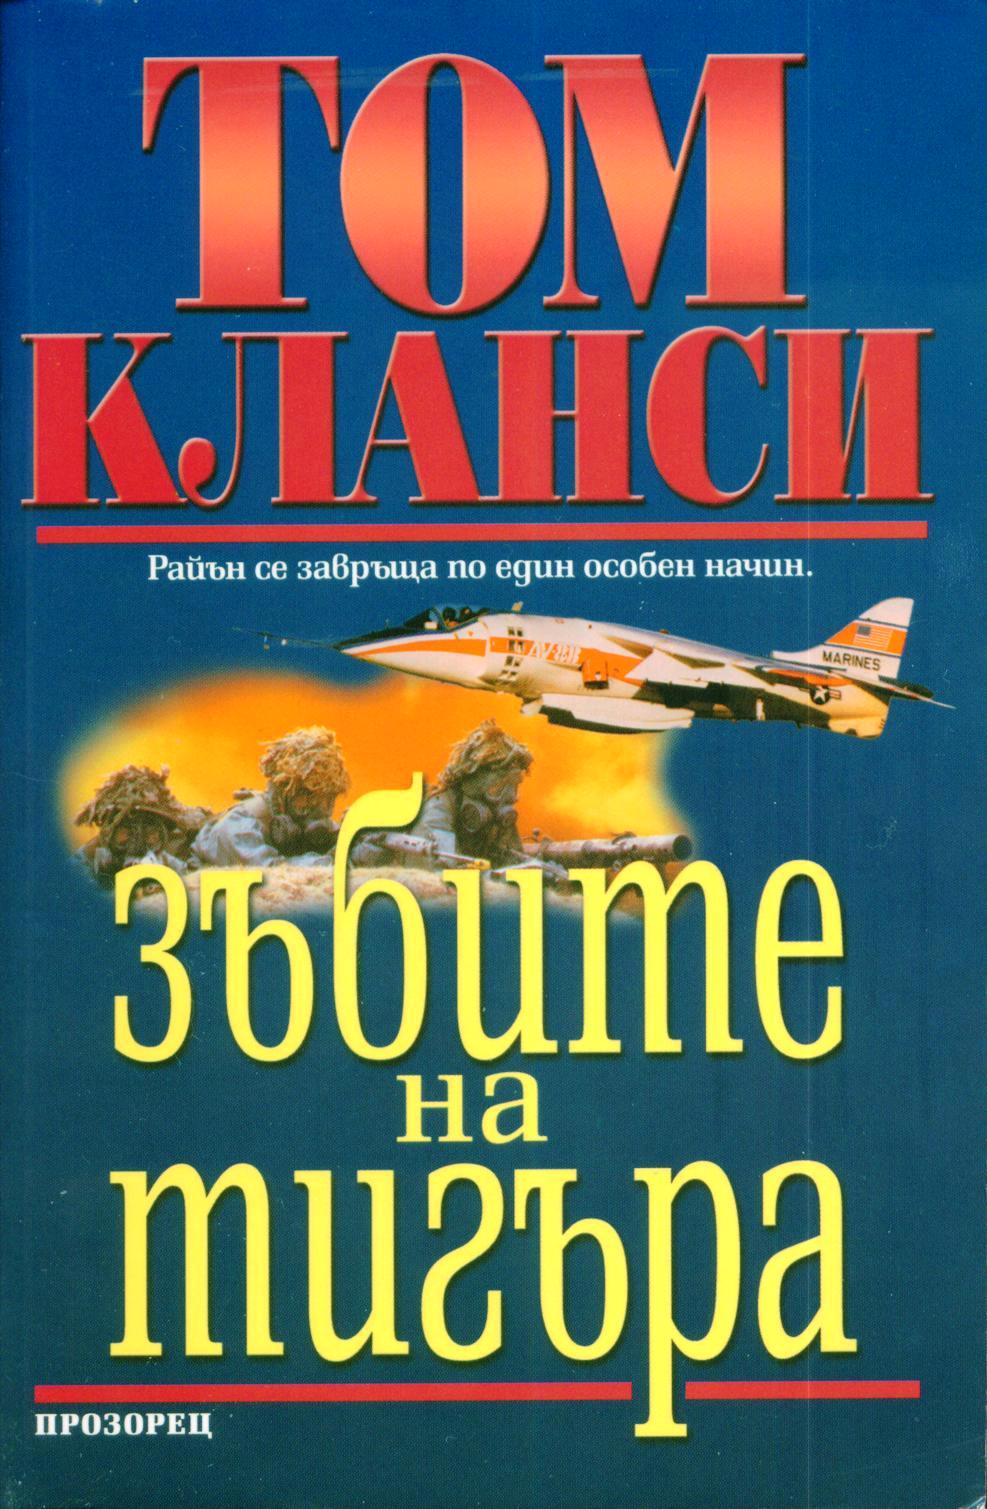 ТОМ
КЛАНСИ
Райън се завръща по един особен начин.
MARINES
зъбите
на
тигъра
ПРОЗОРЕЦ